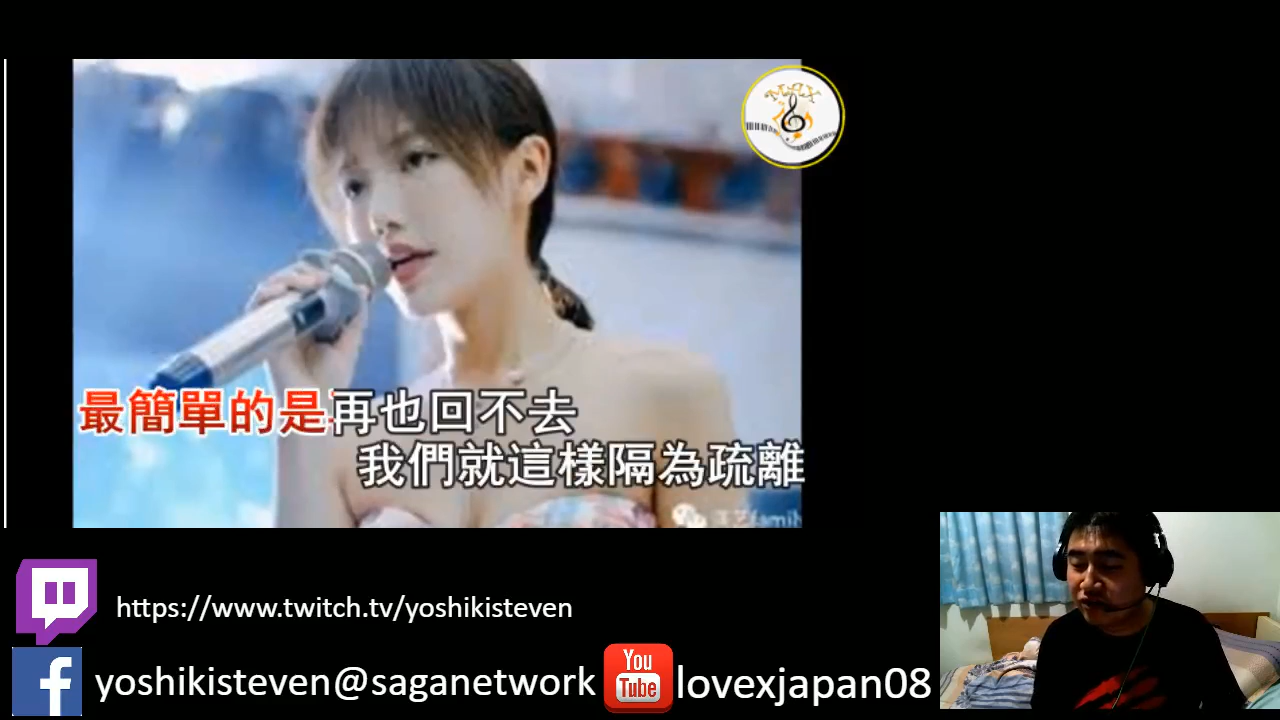 MAX
最簡單的是再也回不去
我們就這樣隔為疏離
https://www.twitch.tv/yoshikisteven
yoshikisteven@saganetwork
You
Tube
lovexjapan08